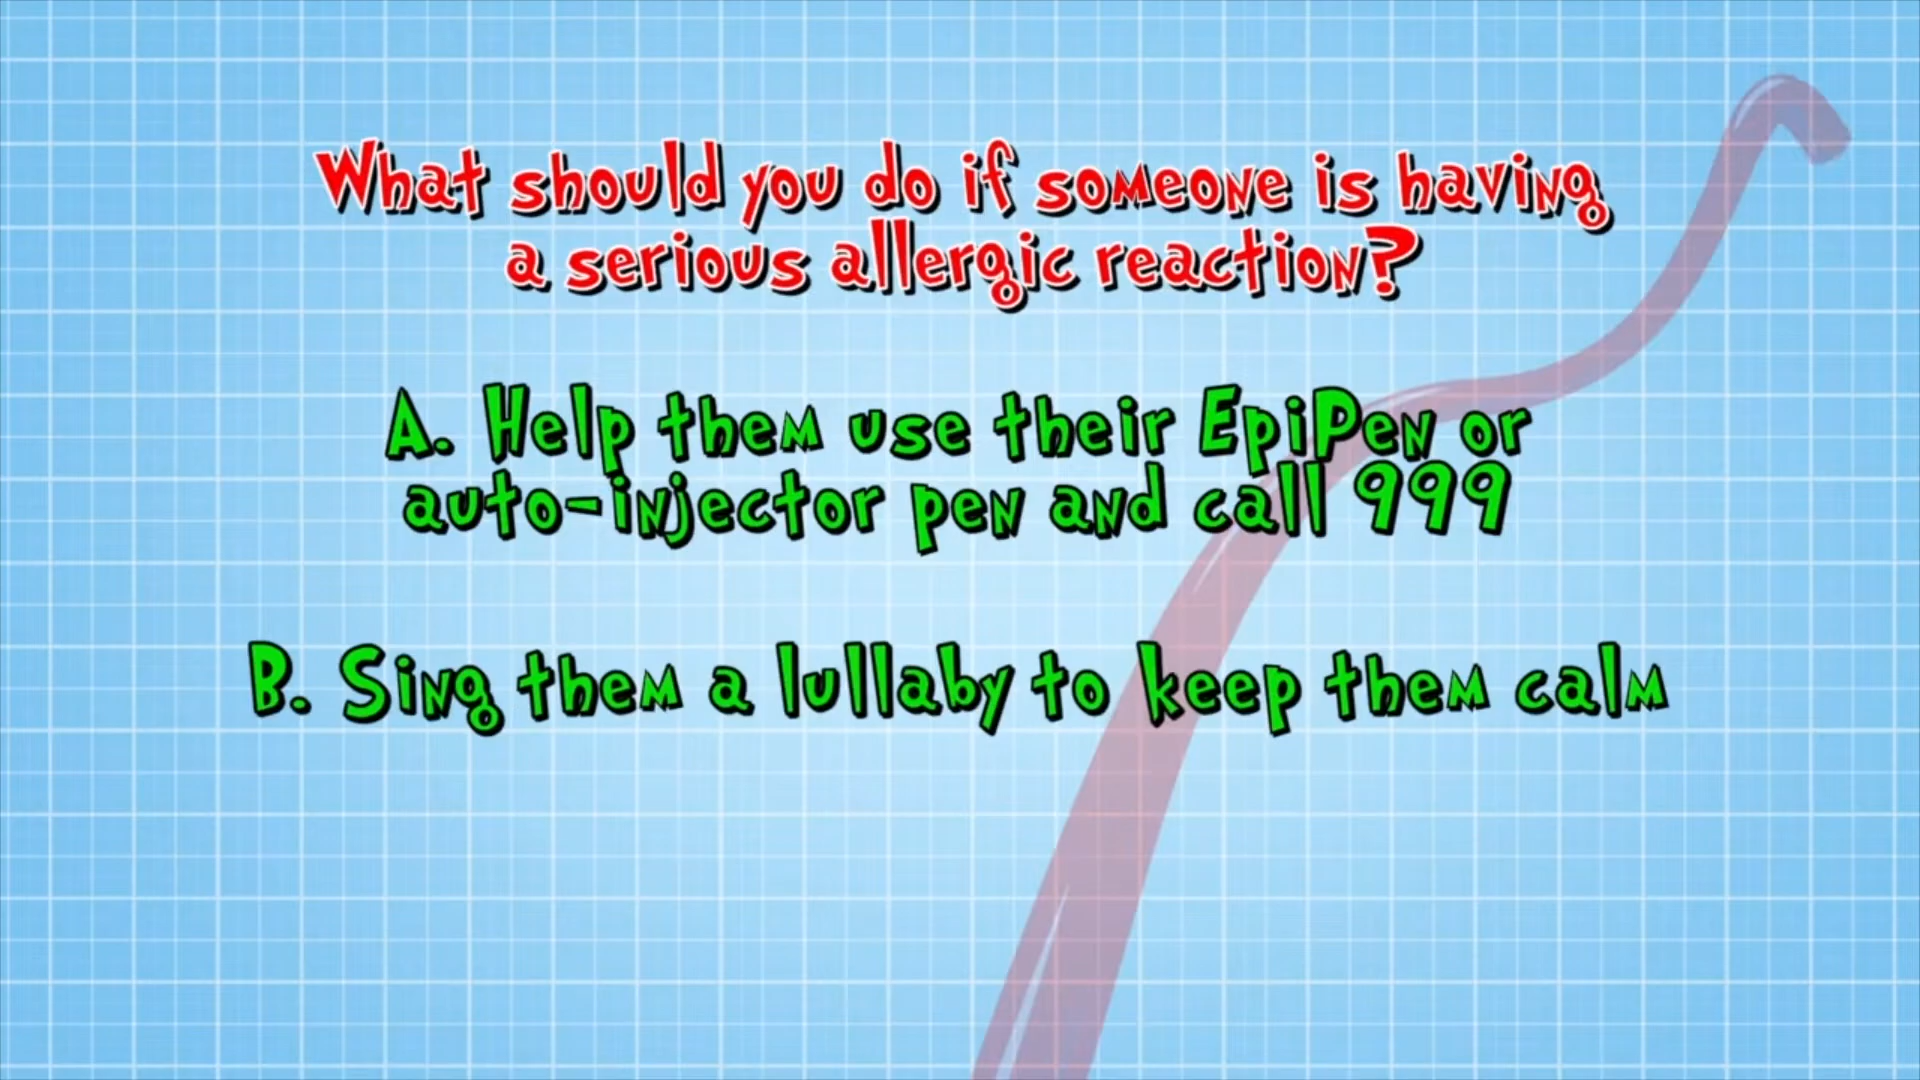 What should you do if someone is having
a serious allergic reaction?
A. Help them use their EpiPen or
auto-injector pen and call 999
B. Sing them a lullaby to keep them calm